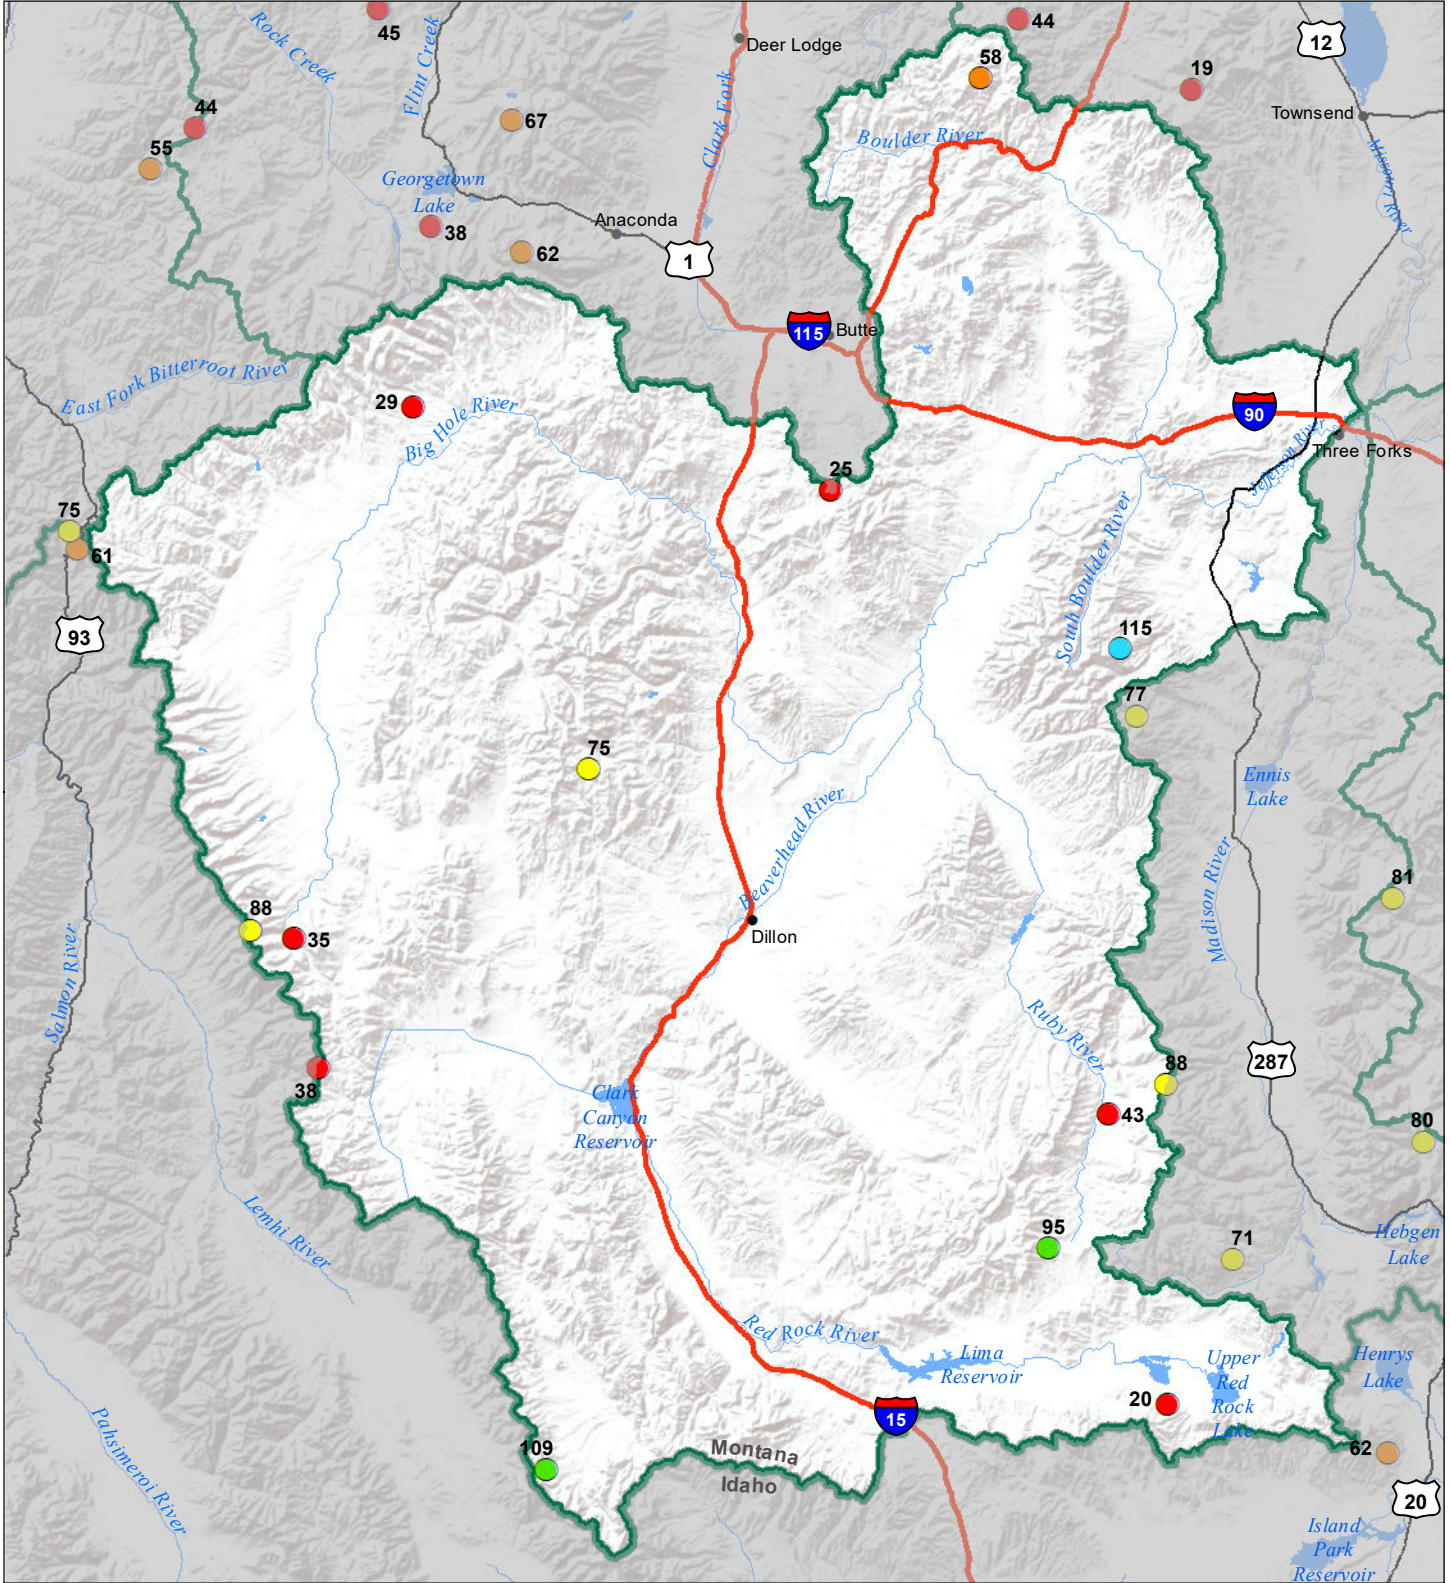 45
Rock Creek
Flint Creek
Deer Lodge
44
12
58
19
44
67
Clark Fork
Boulder River
Townsend
55
Georgetown
Lake
Missouri River
38
Anaconda
62
1
115
Butte
East Fork Bitterroot River
29
Big Hole River
90
Jefferson River
Three Forks
25
75
61
South Boulder River
93
115
77
75
Ennis
Lake
Beaverhead River
Madison River
81
88
35
Dillon
Salmon River
Ruby River
287
38
Clark
Canyon
Reservoir
88
43
80
Lemhi River
95
71
Hebgen
Lake
Red Rock River
Lima
Reservoir
Upper
Red
Rock
Lake
Henrys
Lake
20
15
Pahsimeroi River
109
Montana
Idaho
62
20
Island
Park
Reservoir